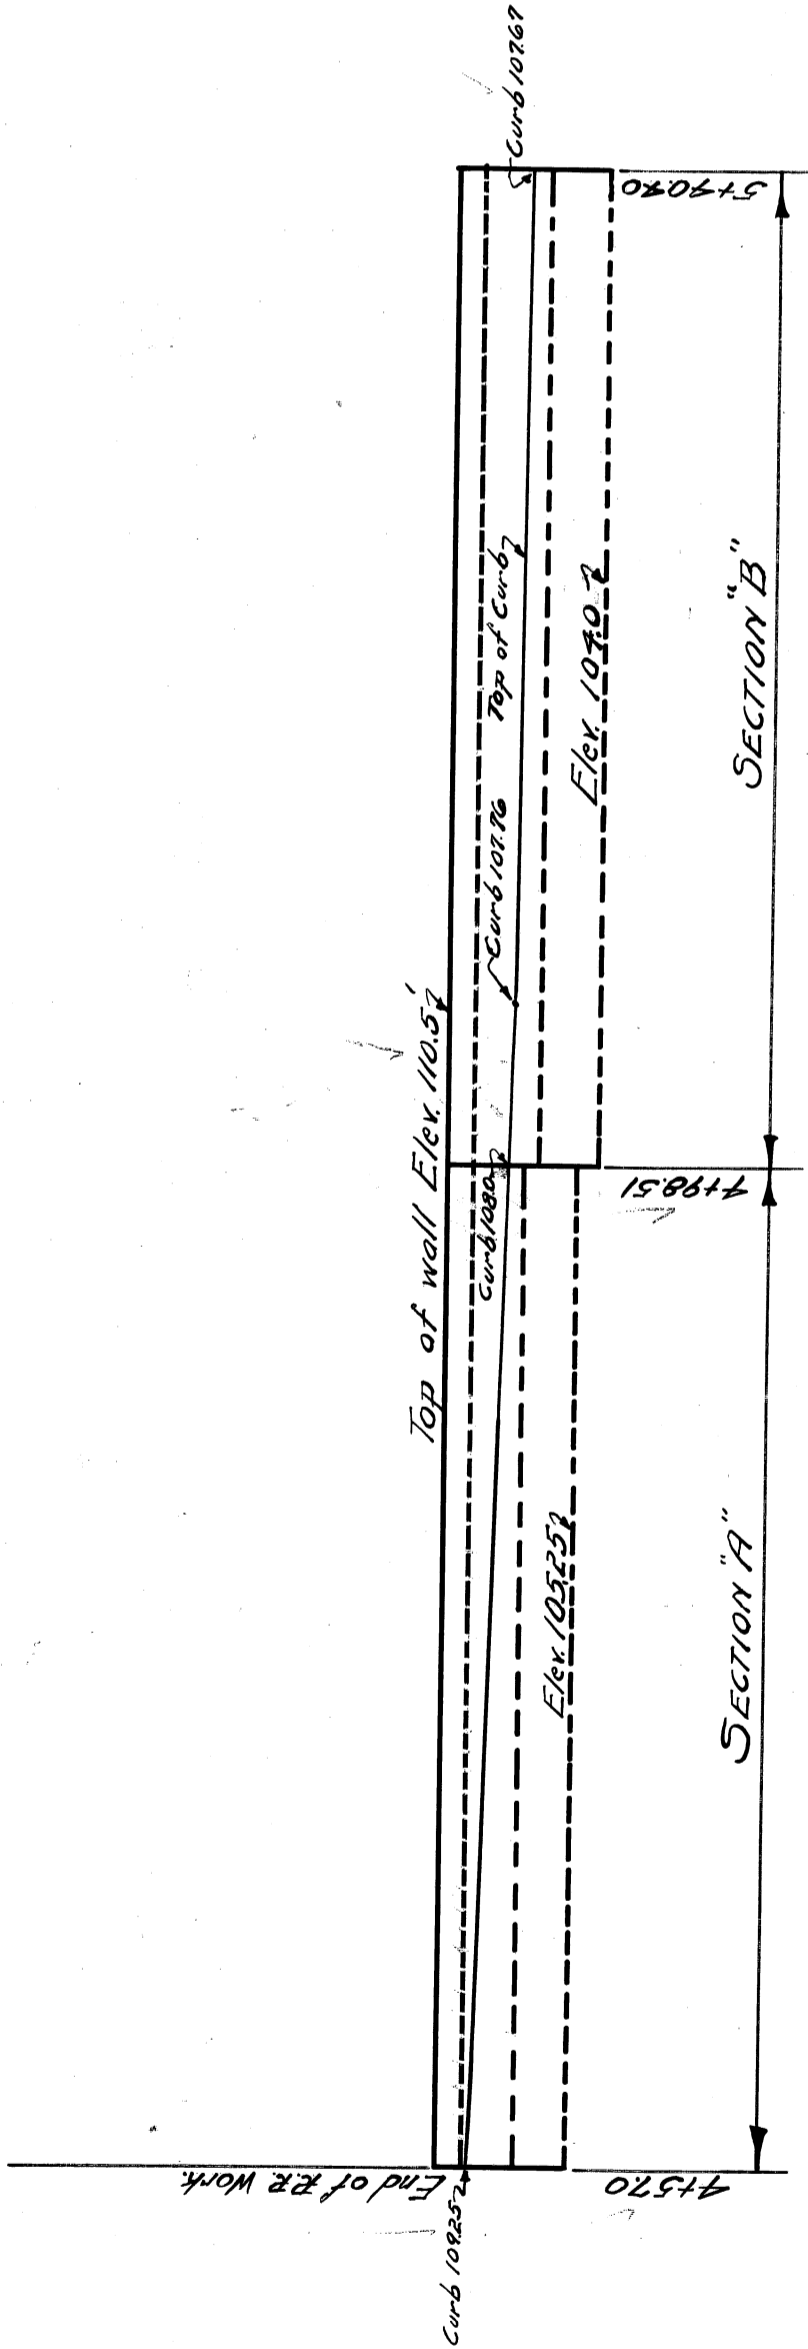 Top of wall Elev. 110.5'
End of R.R. Work.
Curb 109.25
Curb 108.0
Curb 107.76
Top of Curb
Curb 107.67
Elev. 105.25
Elev. 104.0
4+57.0
4+98.51
5+40.40
SECTION "A"
SECTION "B"